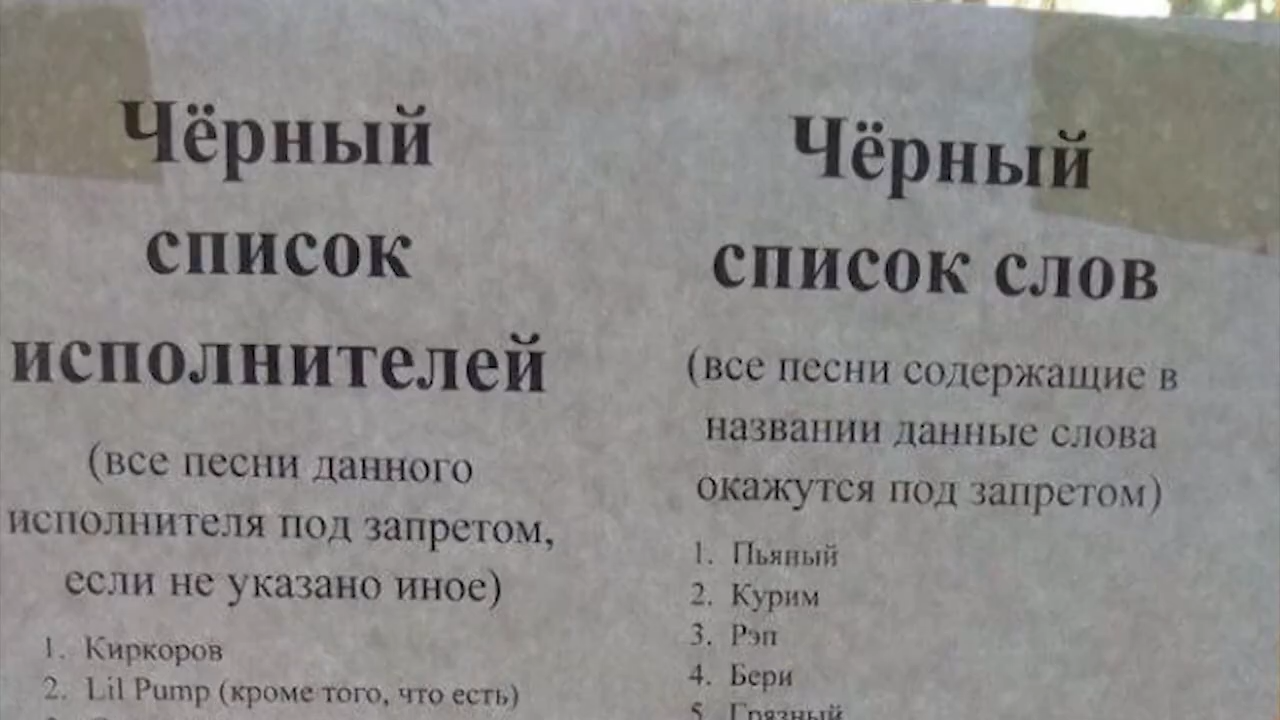 Чёрный
список
исполнителей
(все песни данного
исполнителя под запретом,
если не указано иное)
1. Киркоров
2. Lil Pump (кроме того, что есть)
Чёрный
список слов
(все песни содержащие в
названии данные слова
окажутся под запретом)
1. Пьяный
2. Курим
3. Рэп
4. Бери
5. Грязный